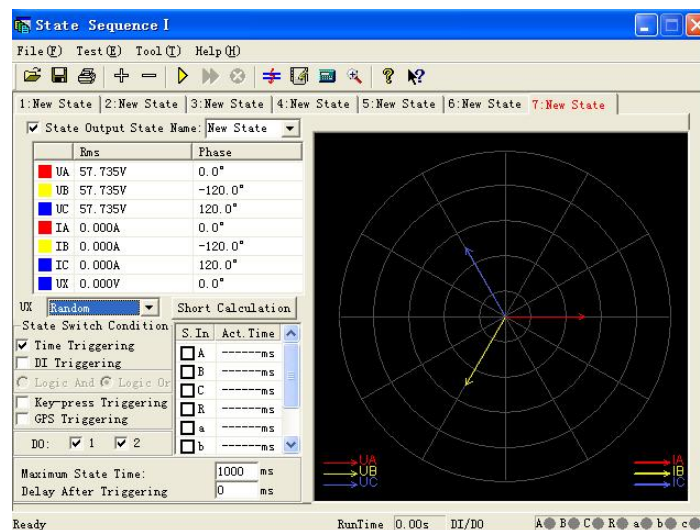 State Sequence I
File(F) Test(E) Tool(T) Help(H)
1:New State 2:New State 3:New State 4:New State 5:New State 6:New State 7:New State
State Output State Name: New State
Rms Phase
UA 57.735V 0.0°
UB 57.735V -120.0°
UC 57.735V 120.0°
IA 0.000A 0.0°
IB 0.000A -120.0°
IC 0.000A 120.0°
UX 0.000V 0.0°
UX Random Short Calculation
State Switch Condition
Time Triggering
DI Triggering
Logic And Logic Or
Key-press Triggering
GPS Triggering
DO: 1 2
S.In Act.Time
A ------ms
B ------ms
C ------ms
R ------ms
a ------ms
b ------ms
Maximum State Time: 1000 ms
Delay After Triggering 0 ms
UA
UB
UC
IA
IB
IC
Ready RunTime 0.00s DI/DO A B C R a b c